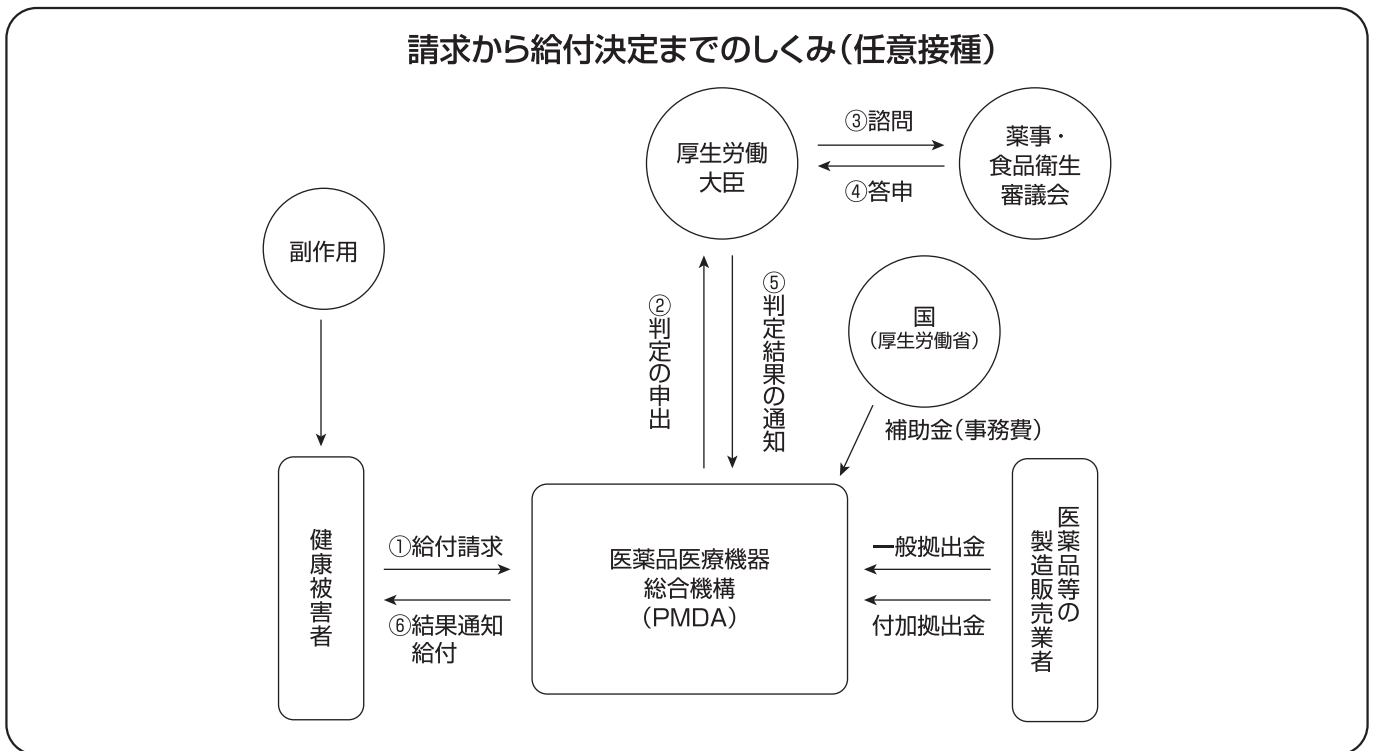 請求から給付決定までのしくみ(任意接種)
厚生労働
大臣
③諮問
④答申
薬事・
食品衛生
審議会
副作用
②判定の申出
⑤判定結果の通知
国
(厚生労働省)
補助金(事務費)
健康被害者
①給付請求
⑥結果通知
給付
医薬品医療機器
総合機構
(PMDA)
一般拠出金
付加拠出金
医薬品等の
製造販売業者